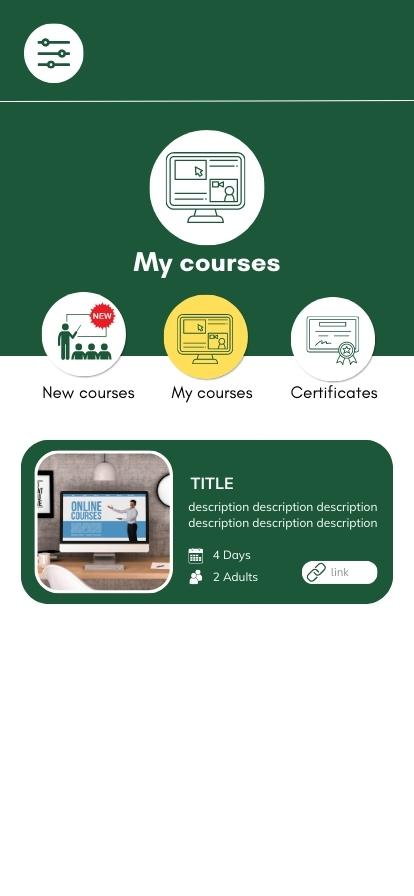 My courses
NEW
New courses
My courses
Certificates
ONLINE
COURSES
TITLE
description description description
description description description
4 Days
2 Adults
link